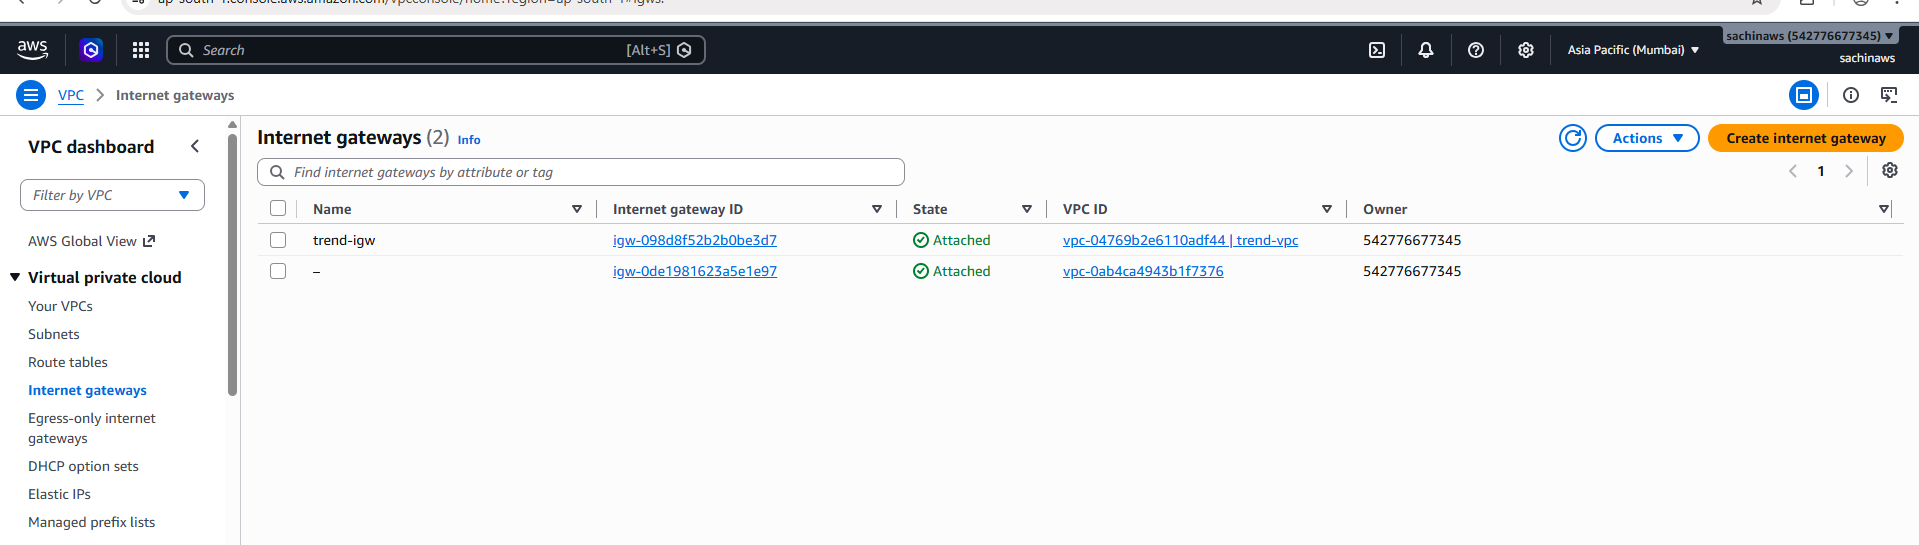 aws
Search [Alt+S]
Asia Pacific (Mumbai)
sachinaws (542776677345)
sachinaws
VPC > Internet gateways
VPC dashboard
Filter by VPC
AWS Global View
Virtual private cloud
Your VPCs
Subnets
Route tables
Internet gateways
Egress-only internet
gateways
DHCP option sets
Elastic IPs
Managed prefix lists
Internet gateways (2) Info
Actions
Create internet gateway
Find internet gateways by attribute or tag
1
Name Internet gateway ID State VPC ID Owner
trend-igw igw-098d8f52b2b0be3d7 Attached vpc-04769b2e6110adf44 | trend-vpc 542776677345
– igw-0de1981623a5e1e97 Attached vpc-0ab4ca4943b1f7376 542776677345